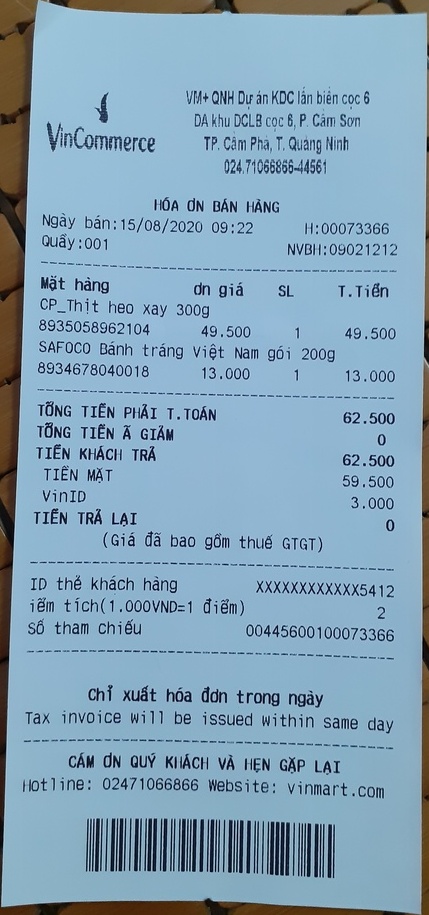 VinCommerce
VM+ QNH Dự án KDC lấn biển cọc 6
DA khu DCLB cọc 6, P. Cẩm Sơn
TP. Cẩm Phả, T. Quảng Ninh
024.71066866-44561
HÓA ƠN BÁN HÀNG
Ngày bán:15/08/2020 09:22 H:00073366
Quầy:001 NVBH:09021212
Mặt hàng ơn giá SL T.Tiền
CP_Thịt heo xay 300g
8935058962104 49.500 1 49.500
SAFOCO Bánh tráng Việt Nam gói 200g
8934678040018 13.000 1 13.000
TỔNG TIỀN PHẢI T.TOÁN 62.500
TỔNG TIỀN Ã GIẢM 0
TIỀN KHÁCH TRẢ 62.500
TIỀN MẶT 59.500
VinID 3.000
TIỀN TRẢ LẠI 0
(Giá đã bao gồm thuế GTGT)
ID thẻ khách hàng XXXXXXXXXXXX5412
iểm tích(1.000VND=1 điểm) 2
Số tham chiếu 00445600100073366
Chỉ xuất hóa đơn trong ngày
Tax invoice will be issued within same day
CẢM ƠN QUÝ KHÁCH VÀ HẸN GẶP LẠI
Hotline: 02471066866 Website: vinmart.com